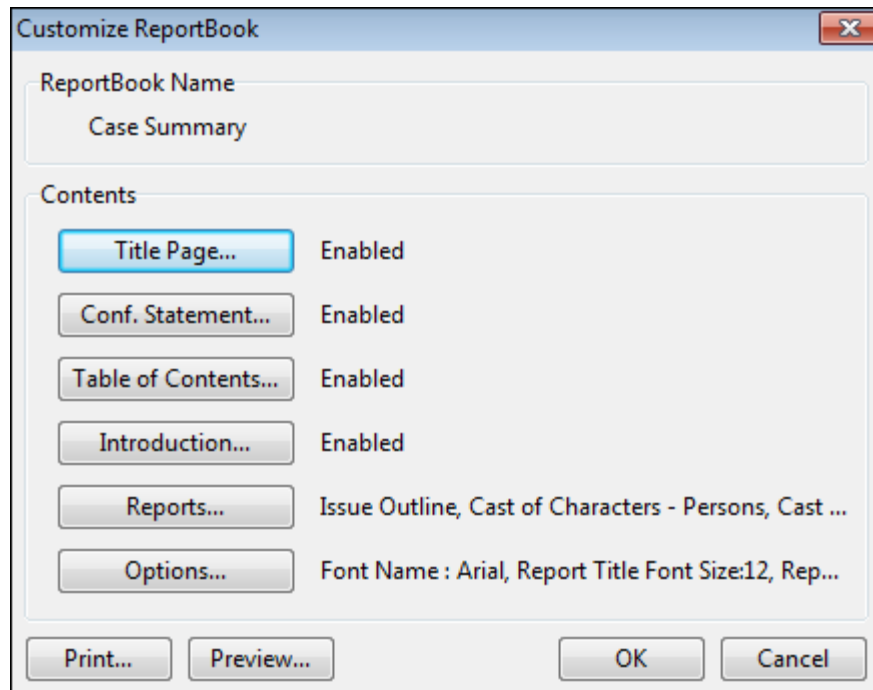 Customize ReportBook
ReportBook Name
Case Summary
Contents
Title Page... Enabled
Conf. Statement... Enabled
Table of Contents... Enabled
Introduction... Enabled
Reports... Issue Outline, Cast of Characters - Persons, Cast ...
Options... Font Name : Arial, Report Title Font Size:12, Rep...
Print... Preview... OK Cancel